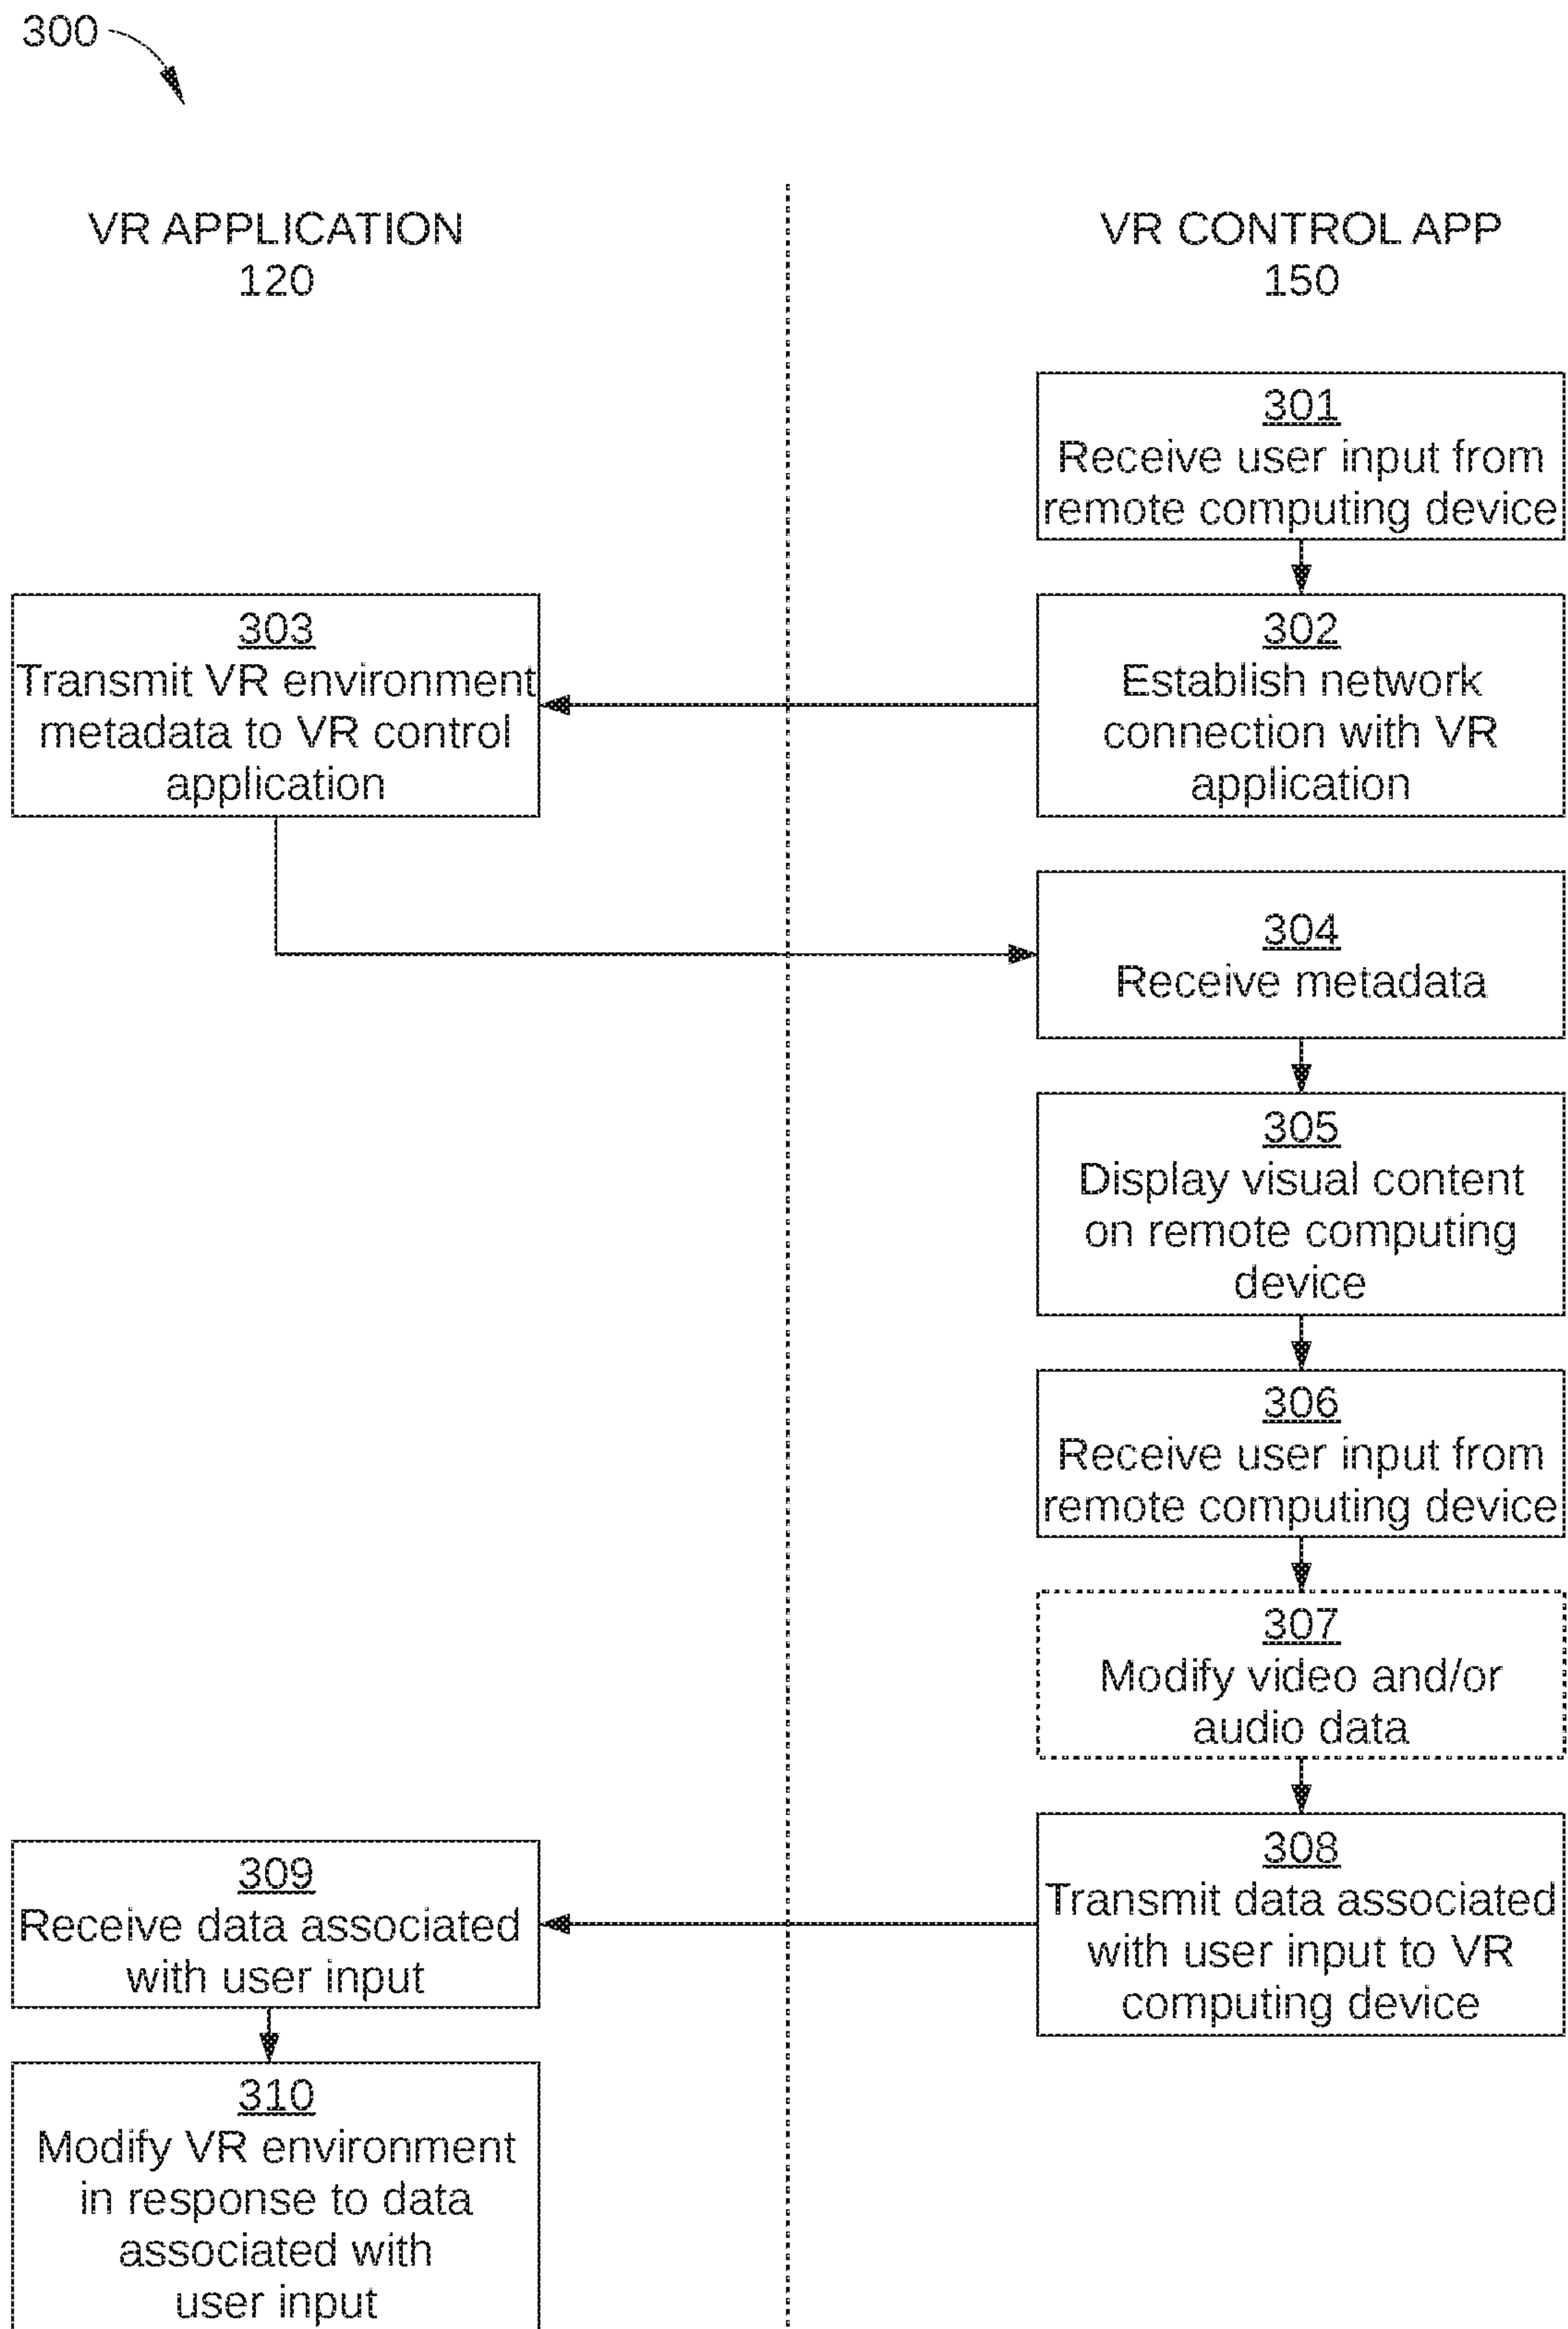 300
VR APPLICATION
120
VR CONTROL APP
150
301
Receive user input from
remote computing device
302
Establish network
connection with VR
application
303
Transmit VR environment
metadata to VR control
application
304
Receive metadata
305
Display visual content
on remote computing
device
306
Receive user input from
remote computing device
307
Modify video and/or
audio data
308
Transmit data associated
with user input to VR
computing device
309
Receive data associated
with user input
310
Modify VR environment
in response to data
associated with
user input